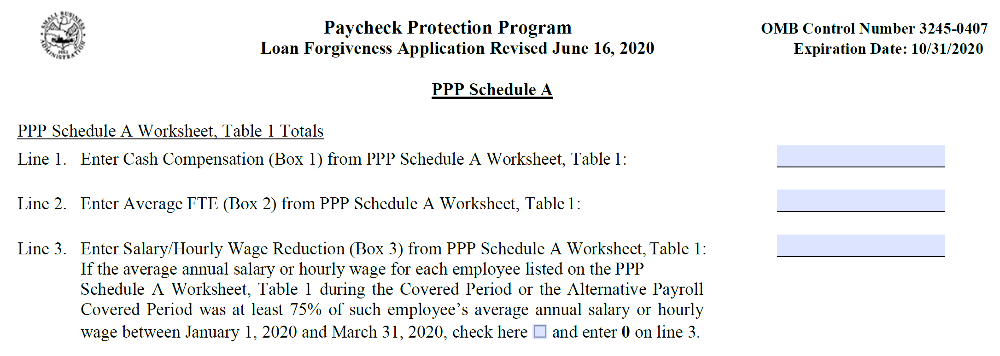 SMALL BUSINESS ADMINISTRATION
1953
Paycheck Protection Program
Loan Forgiveness Application Revised June 16, 2020
OMB Control Number 3245-0407
Expiration Date: 10/31/2020
PPP Schedule A
PPP Schedule A Worksheet, Table 1 Totals
Line 1. Enter Cash Compensation (Box 1) from PPP Schedule A Worksheet, Table 1:
Line 2. Enter Average FTE (Box 2) from PPP Schedule A Worksheet, Table 1:
Line 3. Enter Salary/Hourly Wage Reduction (Box 3) from PPP Schedule A Worksheet, Table 1:
If the average annual salary or hourly wage for each employee listed on the PPP
Schedule A Worksheet, Table 1 during the Covered Period or the Alternative Payroll
Covered Period was at least 75% of such employee’s average annual salary or hourly
wage between January 1, 2020 and March 31, 2020, check here and enter 0 on line 3.